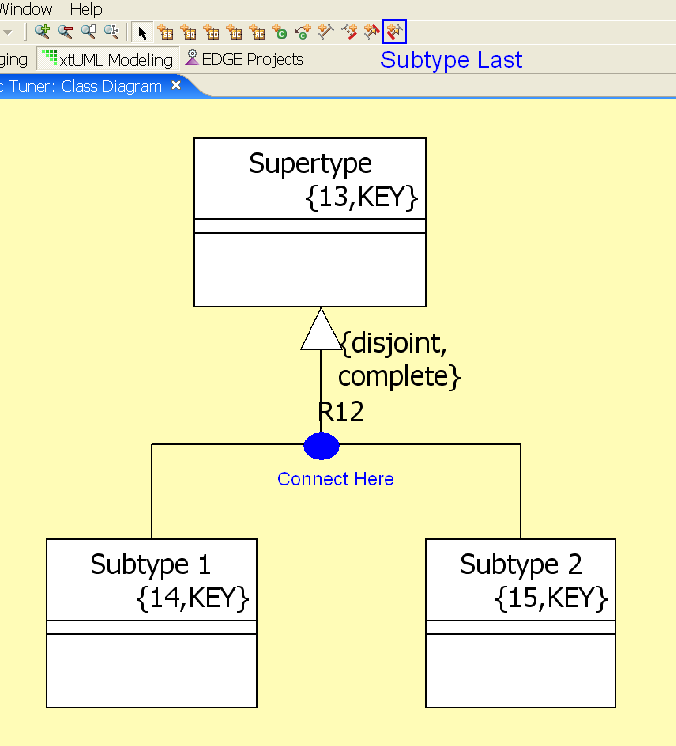 Window Help
Subtype Last
ging xtUML Modeling EDGE Projects
c Tuner: Class Diagram
Supertype
{13,KEY}
{disjoint,
complete}
R12
Connect Here
Subtype 1
{14,KEY}
Subtype 2
{15,KEY}